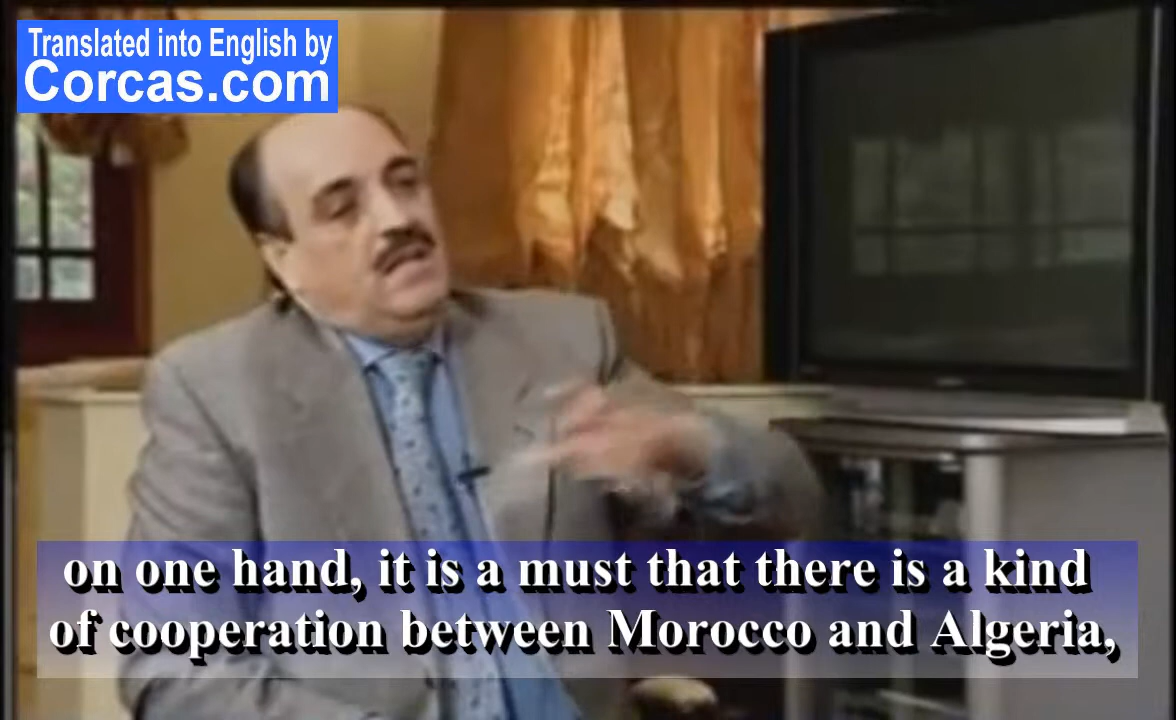 Translated into English by
Corcas.com
on one hand, it is a must that there is a kind
of cooperation between Morocco and Algeria,